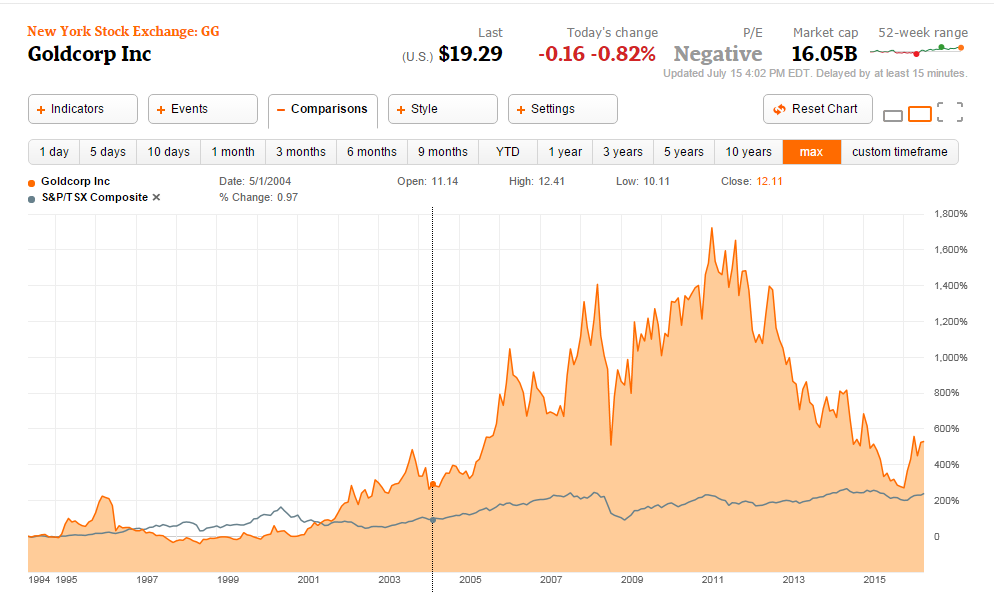 New York Stock Exchange: GG
Goldcorp Inc
Last
(U.S.) $19.29
Today's change
-0.16 -0.82%
P/E
Negative
Market cap
16.05B
52-week range
Updated July 15 4:02 PM EDT. Delayed by at least 15 minutes.
+ Indicators
+ Events
− Comparisons
+ Style
+ Settings
Reset Chart
1 day 5 days 10 days 1 month 3 months 6 months 9 months YTD 1 year 3 years 5 years 10 years max custom timeframe
Goldcorp Inc Date: 5/1/2004 Open: 11.14 High: 12.41 Low: 10.11 Close: 12.11
S&P/TSX Composite × % Change: 0.97
1,800%
1,600%
1,400%
1,200%
1,000%
800%
600%
400%
200%
0
1994 1995 1997 1999 2001 2003 2005 2007 2009 2011 2013 2015